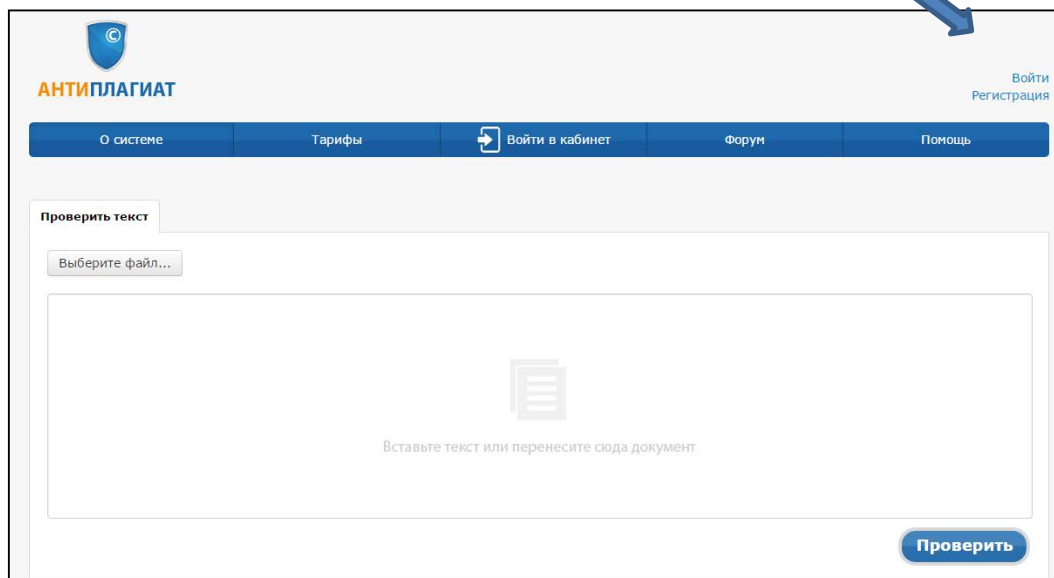 ©
АНТИПЛАГИАТ
Войти
Регистрация
О системе Тарифы Войти в кабинет Форум Помощь
Проверить текст
Выберите файл...
Вставьте текст или перенесите сюда документ
Проверить